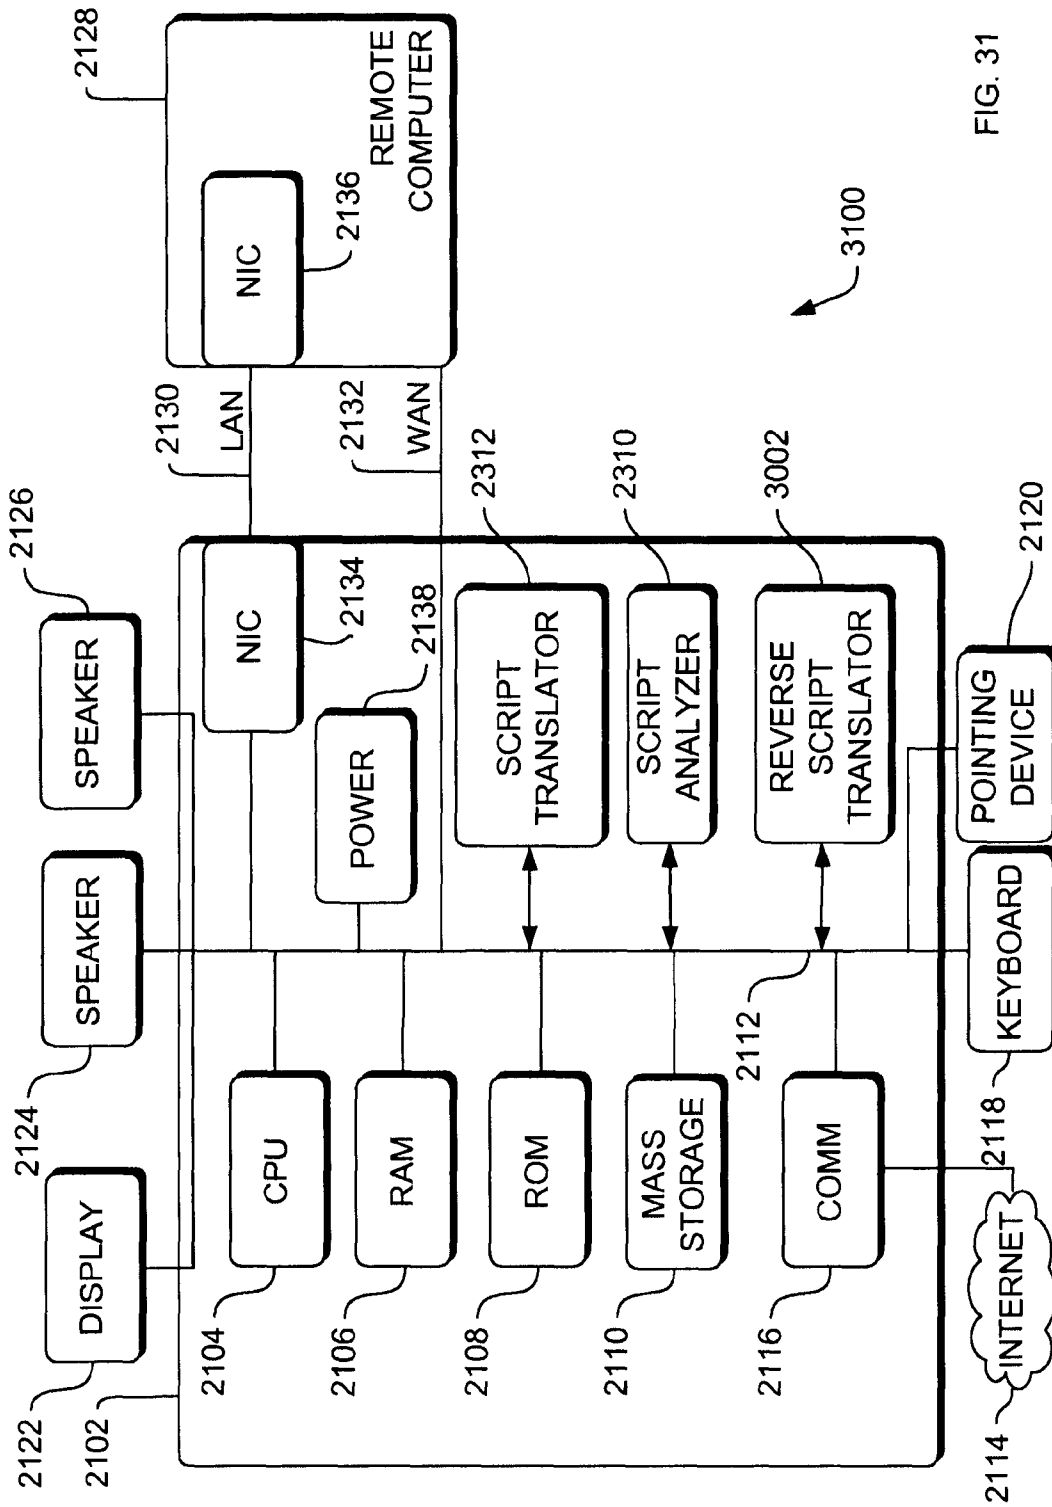 2122
2102
DISPLAY
2124
SPEAKER
2126
SPEAKER
2128
2130
LAN
NIC
2136
REMOTE
COMPUTER
2132
WAN
NIC
2134
2138
POWER
2104
CPU
2106
RAM
2108
ROM
2110
MASS
STORAGE
2116
COMM
2112
SCRIPT
TRANSLATOR
2312
SCRIPT
ANALYZER
2310
REVERSE
SCRIPT
TRANSLATOR
3002
2114
INTERNET
2118
KEYBOARD
POINTING
DEVICE
2120
3100
FIG. 31